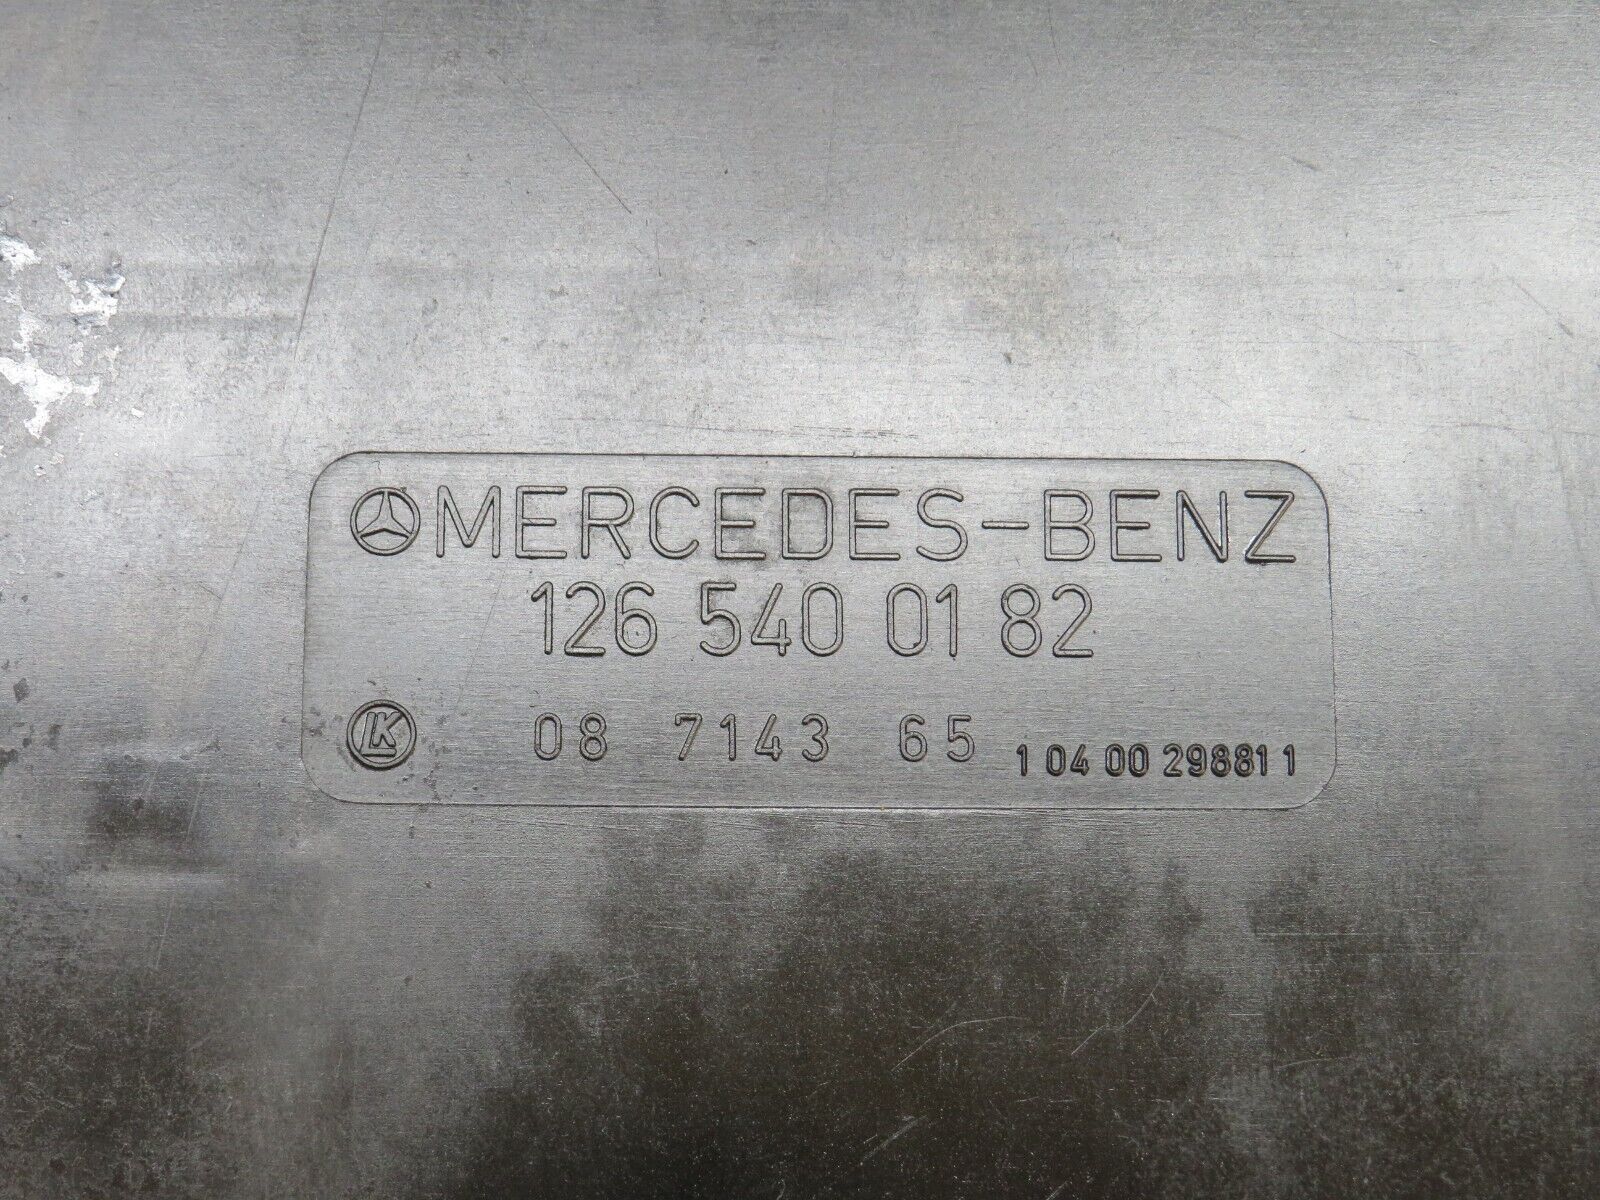 MERCEDES-BENZ
126 540 01 82
LK 08 7143 65 1 04 00 298811